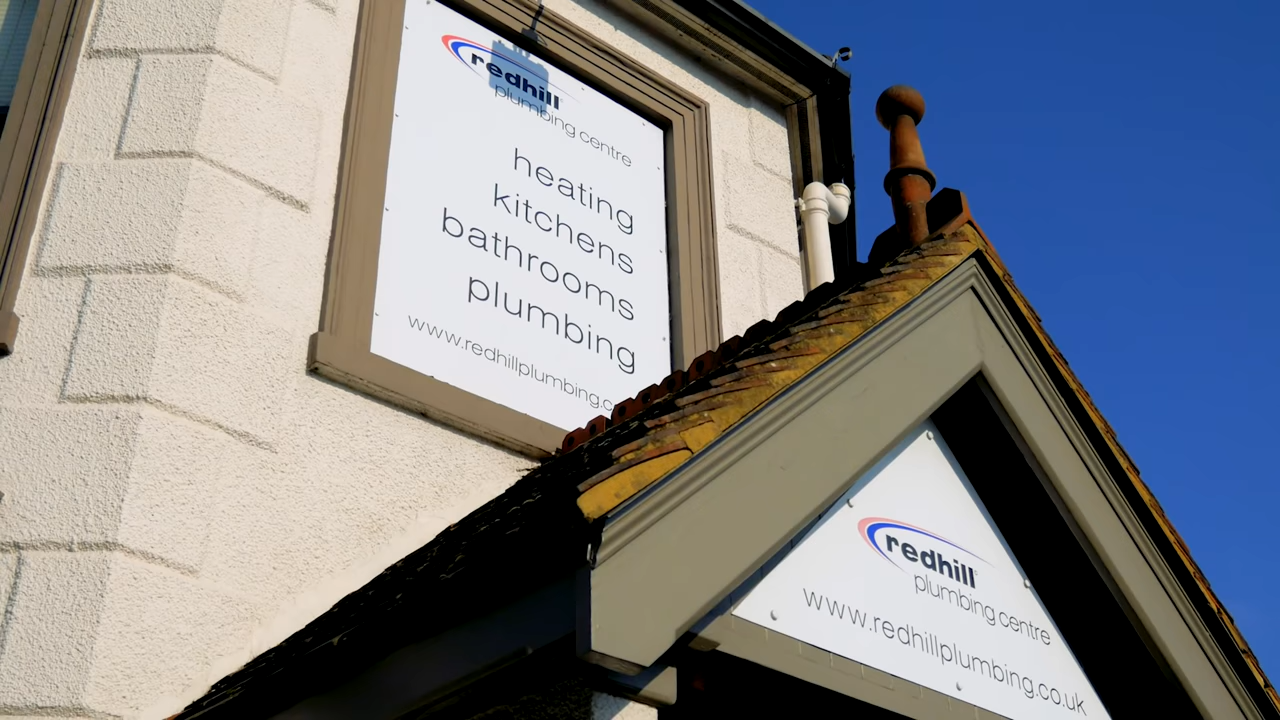 redhill
plumbing centre
heating
kitchens
bathrooms
plumbing
www.redhillplumbing.c
redhill
plumbing centre
www.redhillplumbing.co.uk